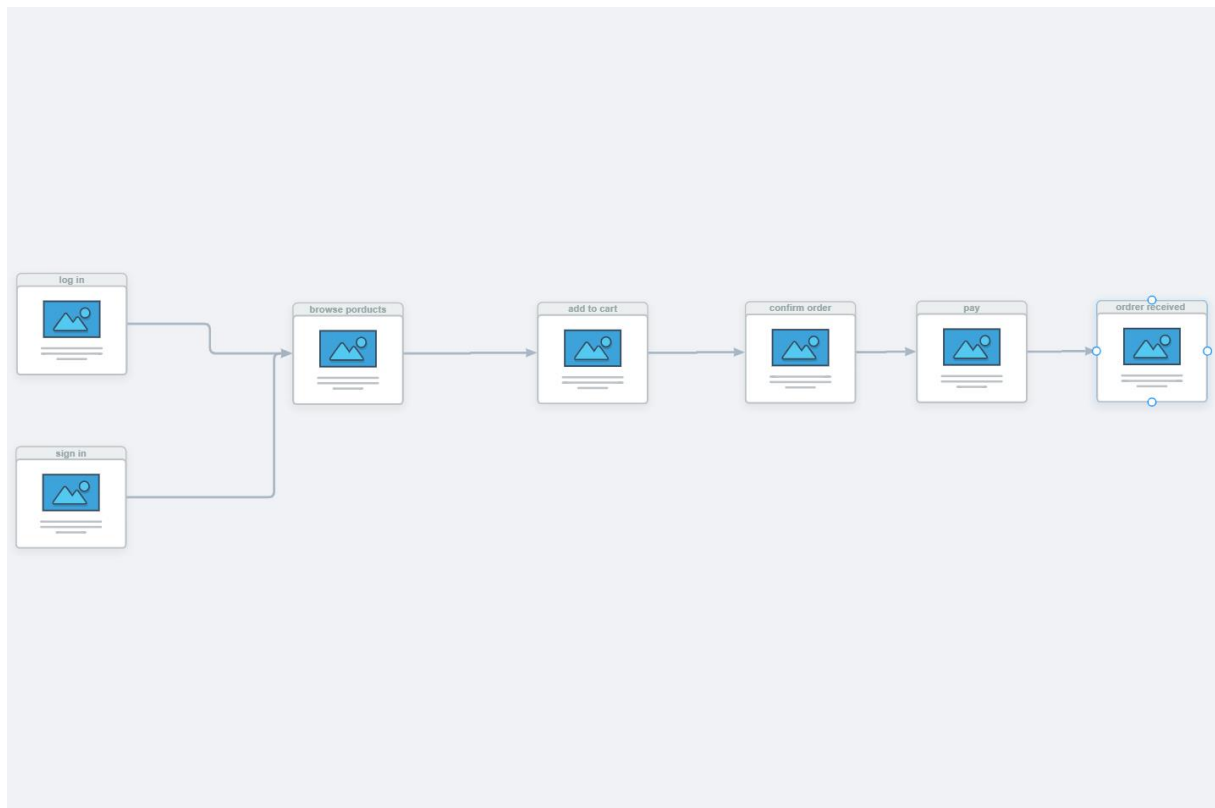 log in
browse porducts
add to cart
confirm order
pay
ordrer received
sign in